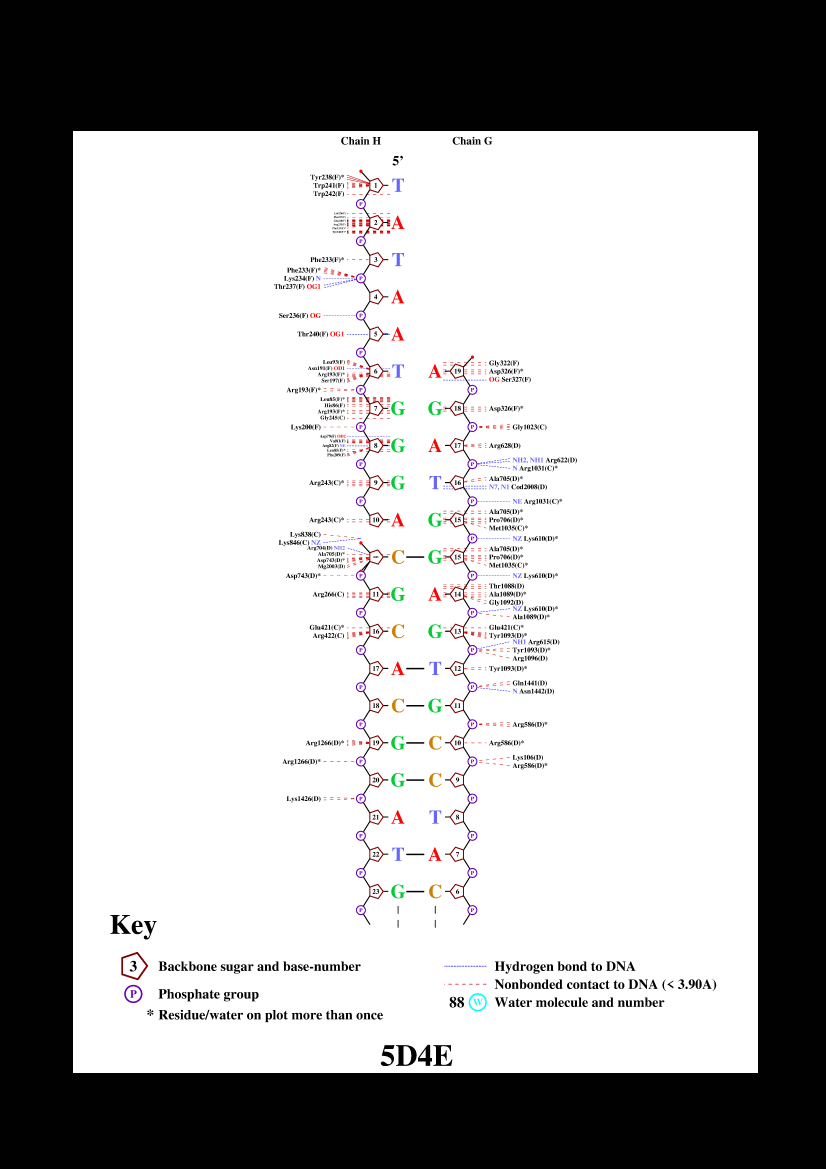 Chain H Chain G
5'
Tyr238(F)*
Trp241(F) 1 T
Trp242(F)
P
2 A
P
Phe233(F)* 3 T
Phe233(F)*
Lys234(F) N P
Thr237(F) OG1
4 A
Ser236(F) OG P
Thr240(F) OG1 5 A
P
Leu93(F) Gly322(F)
Asn191(F) OD1 6 T A 19 Asp326(F)*
Arg193(F)* OG Ser327(F)
Ser197(F)
Arg193(F)* P P
Leu85(F)*
His86(F) 7 G G 18 Asp326(F)*
Arg193(F)*
Gly245(C)
Lys200(F) P P Gly1023(C)
8 G A 17 Arg628(D)
P P NH2, NH1 Arg622(D)
N Arg1031(C)*
Arg243(C)* 9 G T 16 Ala705(D)*
N7, N1 Cod2008(D)
P P NE Arg1031(C)*
Ala705(D)*
Arg243(C)* 10 A G 15 Pro706(D)*
Met1035(C)*
Lys838(C) P NZ Lys610(D)*
Lys846(C) NZ
Arg704(D) NH2
Ala705(D)* C G 15 Ala705(D)*
Asp743(D)* Pro706(D)*
Mg2003(D) Met1035(C)*
Asp743(D)* P P NZ Lys610(D)*
Thr1088(D)
Arg266(C) 11 G A 14 Ala1089(D)*
Gly1092(D)
P P NZ Lys610(D)*
Ala1089(D)*
Glu421(C)* 16 C G 13 Glu421(C)*
Arg422(C) Tyr1093(D)*
P P NH1 Arg615(D)
Tyr1093(D)*
Arg1096(D)
17 A T 12 Tyr1093(D)*
P P Gln1441(D)
N Asn1442(D)
18 C G 11
P P Arg586(D)*
Arg1266(D)* 19 G C 10 Arg586(D)*
Arg1266(D)* P P Lys106(D)
Arg586(D)*
20 G C 9
Lys1426(D) P P
21 A T 8
P P
22 T A 7
P P
23 G C 6
P P
Key
3 Backbone sugar and base-number
P Phosphate group
* Residue/water on plot more than once
Hydrogen bond to DNA
Nonbonded contact to DNA (< 3.90A)
88 W Water molecule and number
5D4E